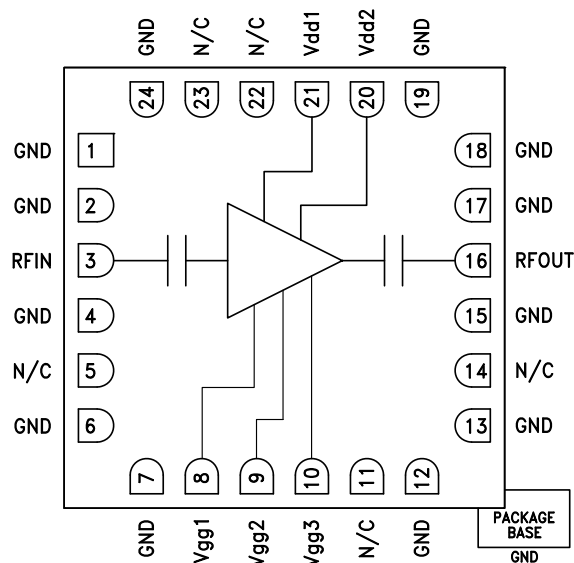 GND N/C N/C Vdd1 Vdd2 GND
24 23 22 21 20 19
GND 1 18 GND
GND 2 17 GND
RFIN 3 16 RFOUT
GND 4 15 GND
N/C 5 14 N/C
GND 6 13 GND
7 8 9 10 11 12
GND Vgg1 Vgg2 Vgg3 N/C GND
PACKAGE
BASE
GND